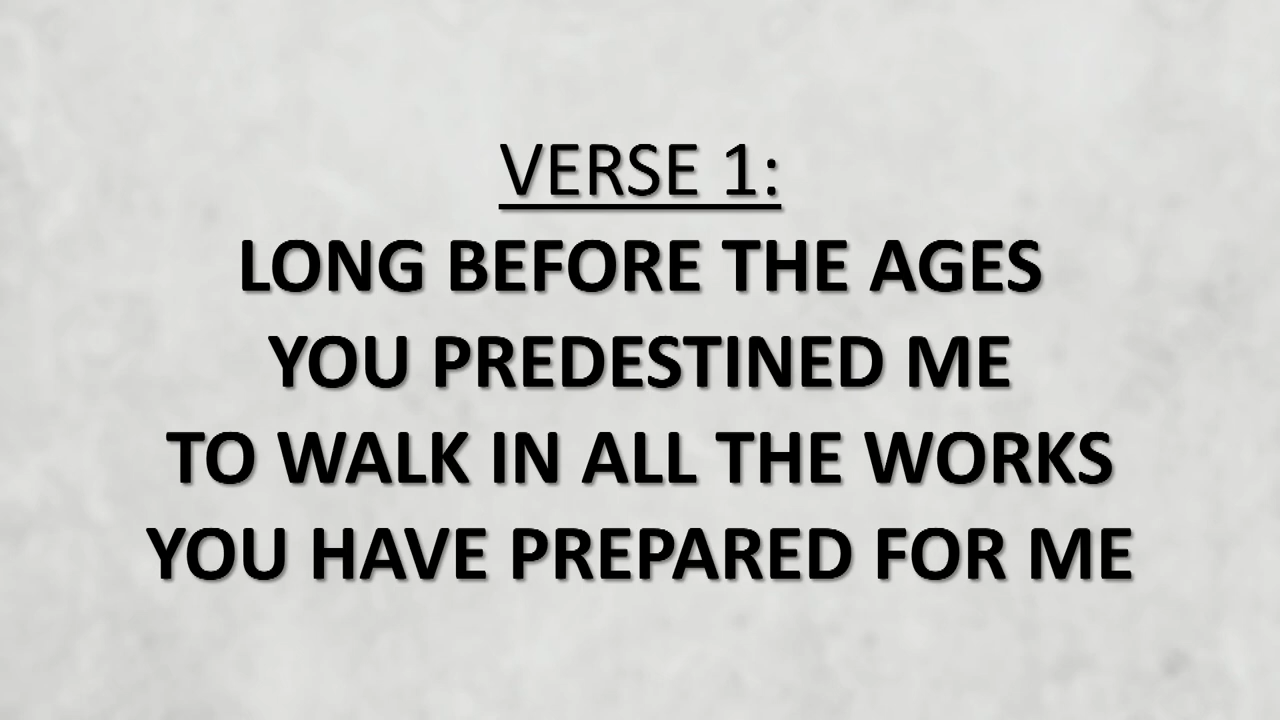 VERSE 1:
LONG BEFORE THE AGES
YOU PREDESTINED ME
TO WALK IN ALL THE WORKS
YOU HAVE PREPARED FOR ME